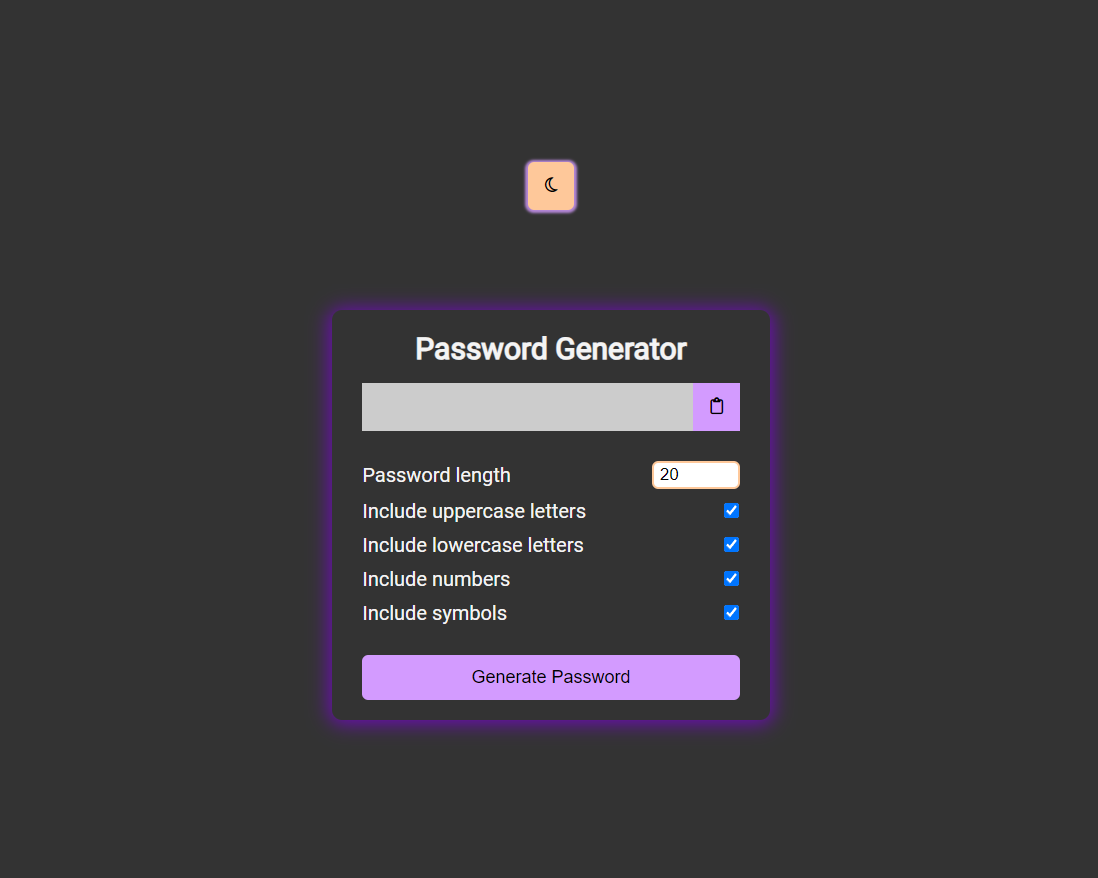 Password Generator
Password length 20
Include uppercase letters
Include lowercase letters
Include numbers
Include symbols
Generate Password